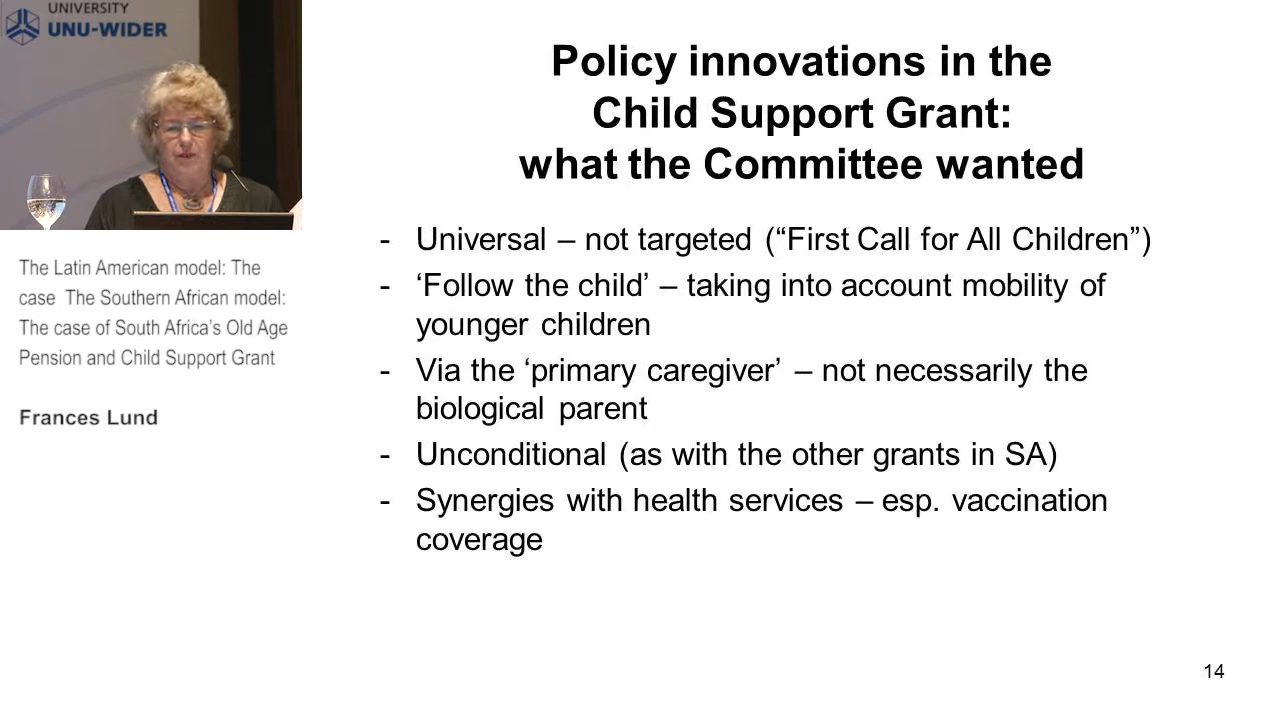 UNIVERSITY
UNU-WIDER
The Latin American model: The
case  The Southern African model:
The case of South Africa’s Old Age
Pension and Child Support Grant
Frances Lund
Policy innovations in the
Child Support Grant:
what the Committee wanted
- Universal – not targeted (“First Call for All Children”)
- ‘Follow the child’ – taking into account mobility of
younger children
- Via the ‘primary caregiver’ – not necessarily the
biological parent
- Unconditional (as with the other grants in SA)
- Synergies with health services – esp. vaccination
coverage
14